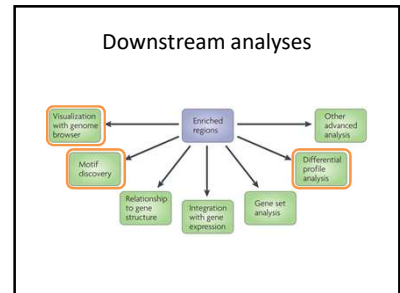 Downstream analyses
Visualization
with genome
browser
Enriched
regions
Other
advanced
analysis
Motif
discovery
Differential
profile
analysis
Relationship
to gene
structure
Integration
with gene
expression
Gene set
analysis